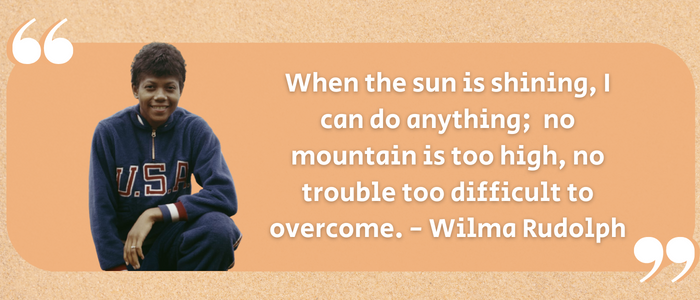 U.S.A
When the sun is shining, I
can do anything;  no
mountain is too high, no
trouble too difficult to
overcome. – Wilma Rudolph